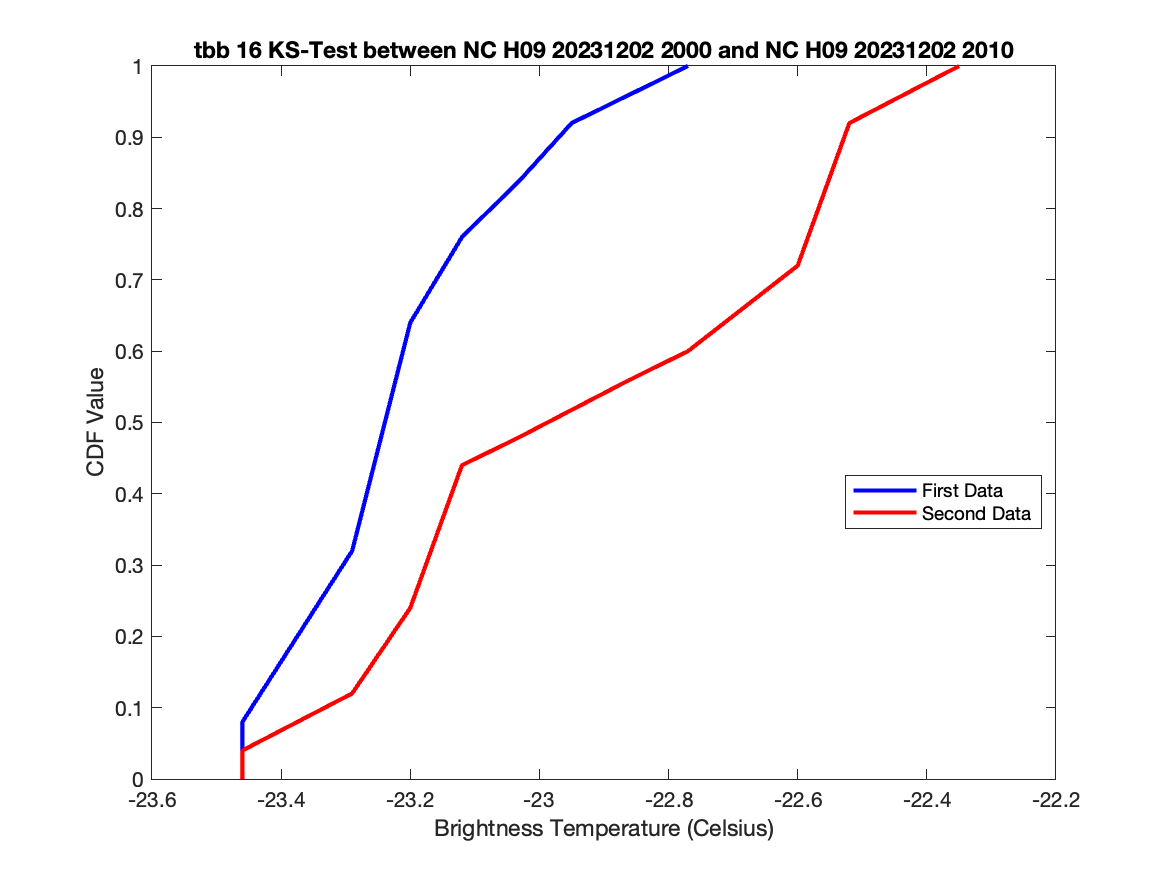 tbb 16 KS-Test between NC H09 20231202 2000 and NC H09 20231202 2010
1
0.9
0.8
0.7
0.6
0.5
0.4
0.3
0.2
0.1
0
CDF Value
First Data
Second Data
-23.6 -23.4 -23.2 -23 -22.8 -22.6 -22.4 -22.2
Brightness Temperature (Celsius)